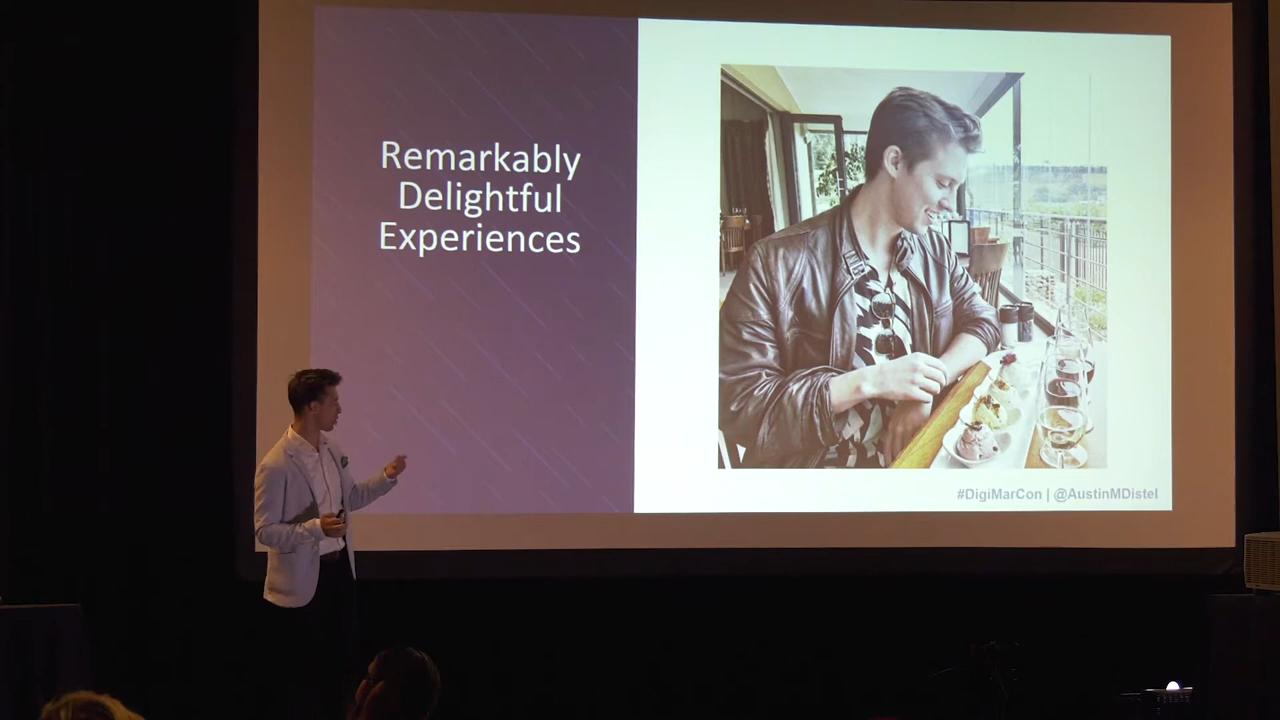 Remarkably
Delightful
Experiences
#DigiMarCon | @AustinMDistel